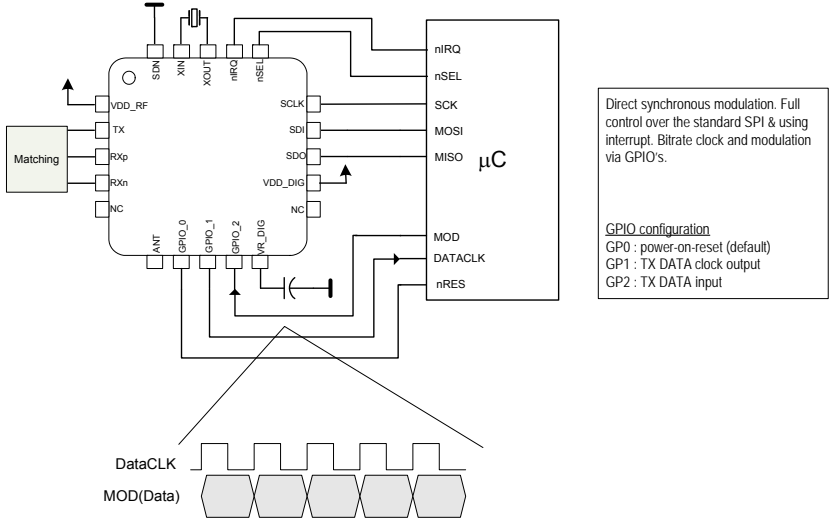 SDN
XIN
XOUT
nIRQ
nSEL
VDD_RF
TX
RXp
RXn
NC
SCLK
SDI
SDO
VDD_DIG
NC
ANT
GPIO_0
GPIO_1
GPIO_2
VR_DIG
Matching
nIRQ
nSEL
SCK
MOSI
MISO
µC
MOD
DATACLK
nRES
Direct synchronous modulation. Full
control over the standard SPI & using
interrupt. Bitrate clock and modulation
via GPIO's.
GPIO configuration
GP0 : power-on-reset (default)
GP1 : TX DATA clock output
GP2 : TX DATA input
DataCLK
MOD(Data)